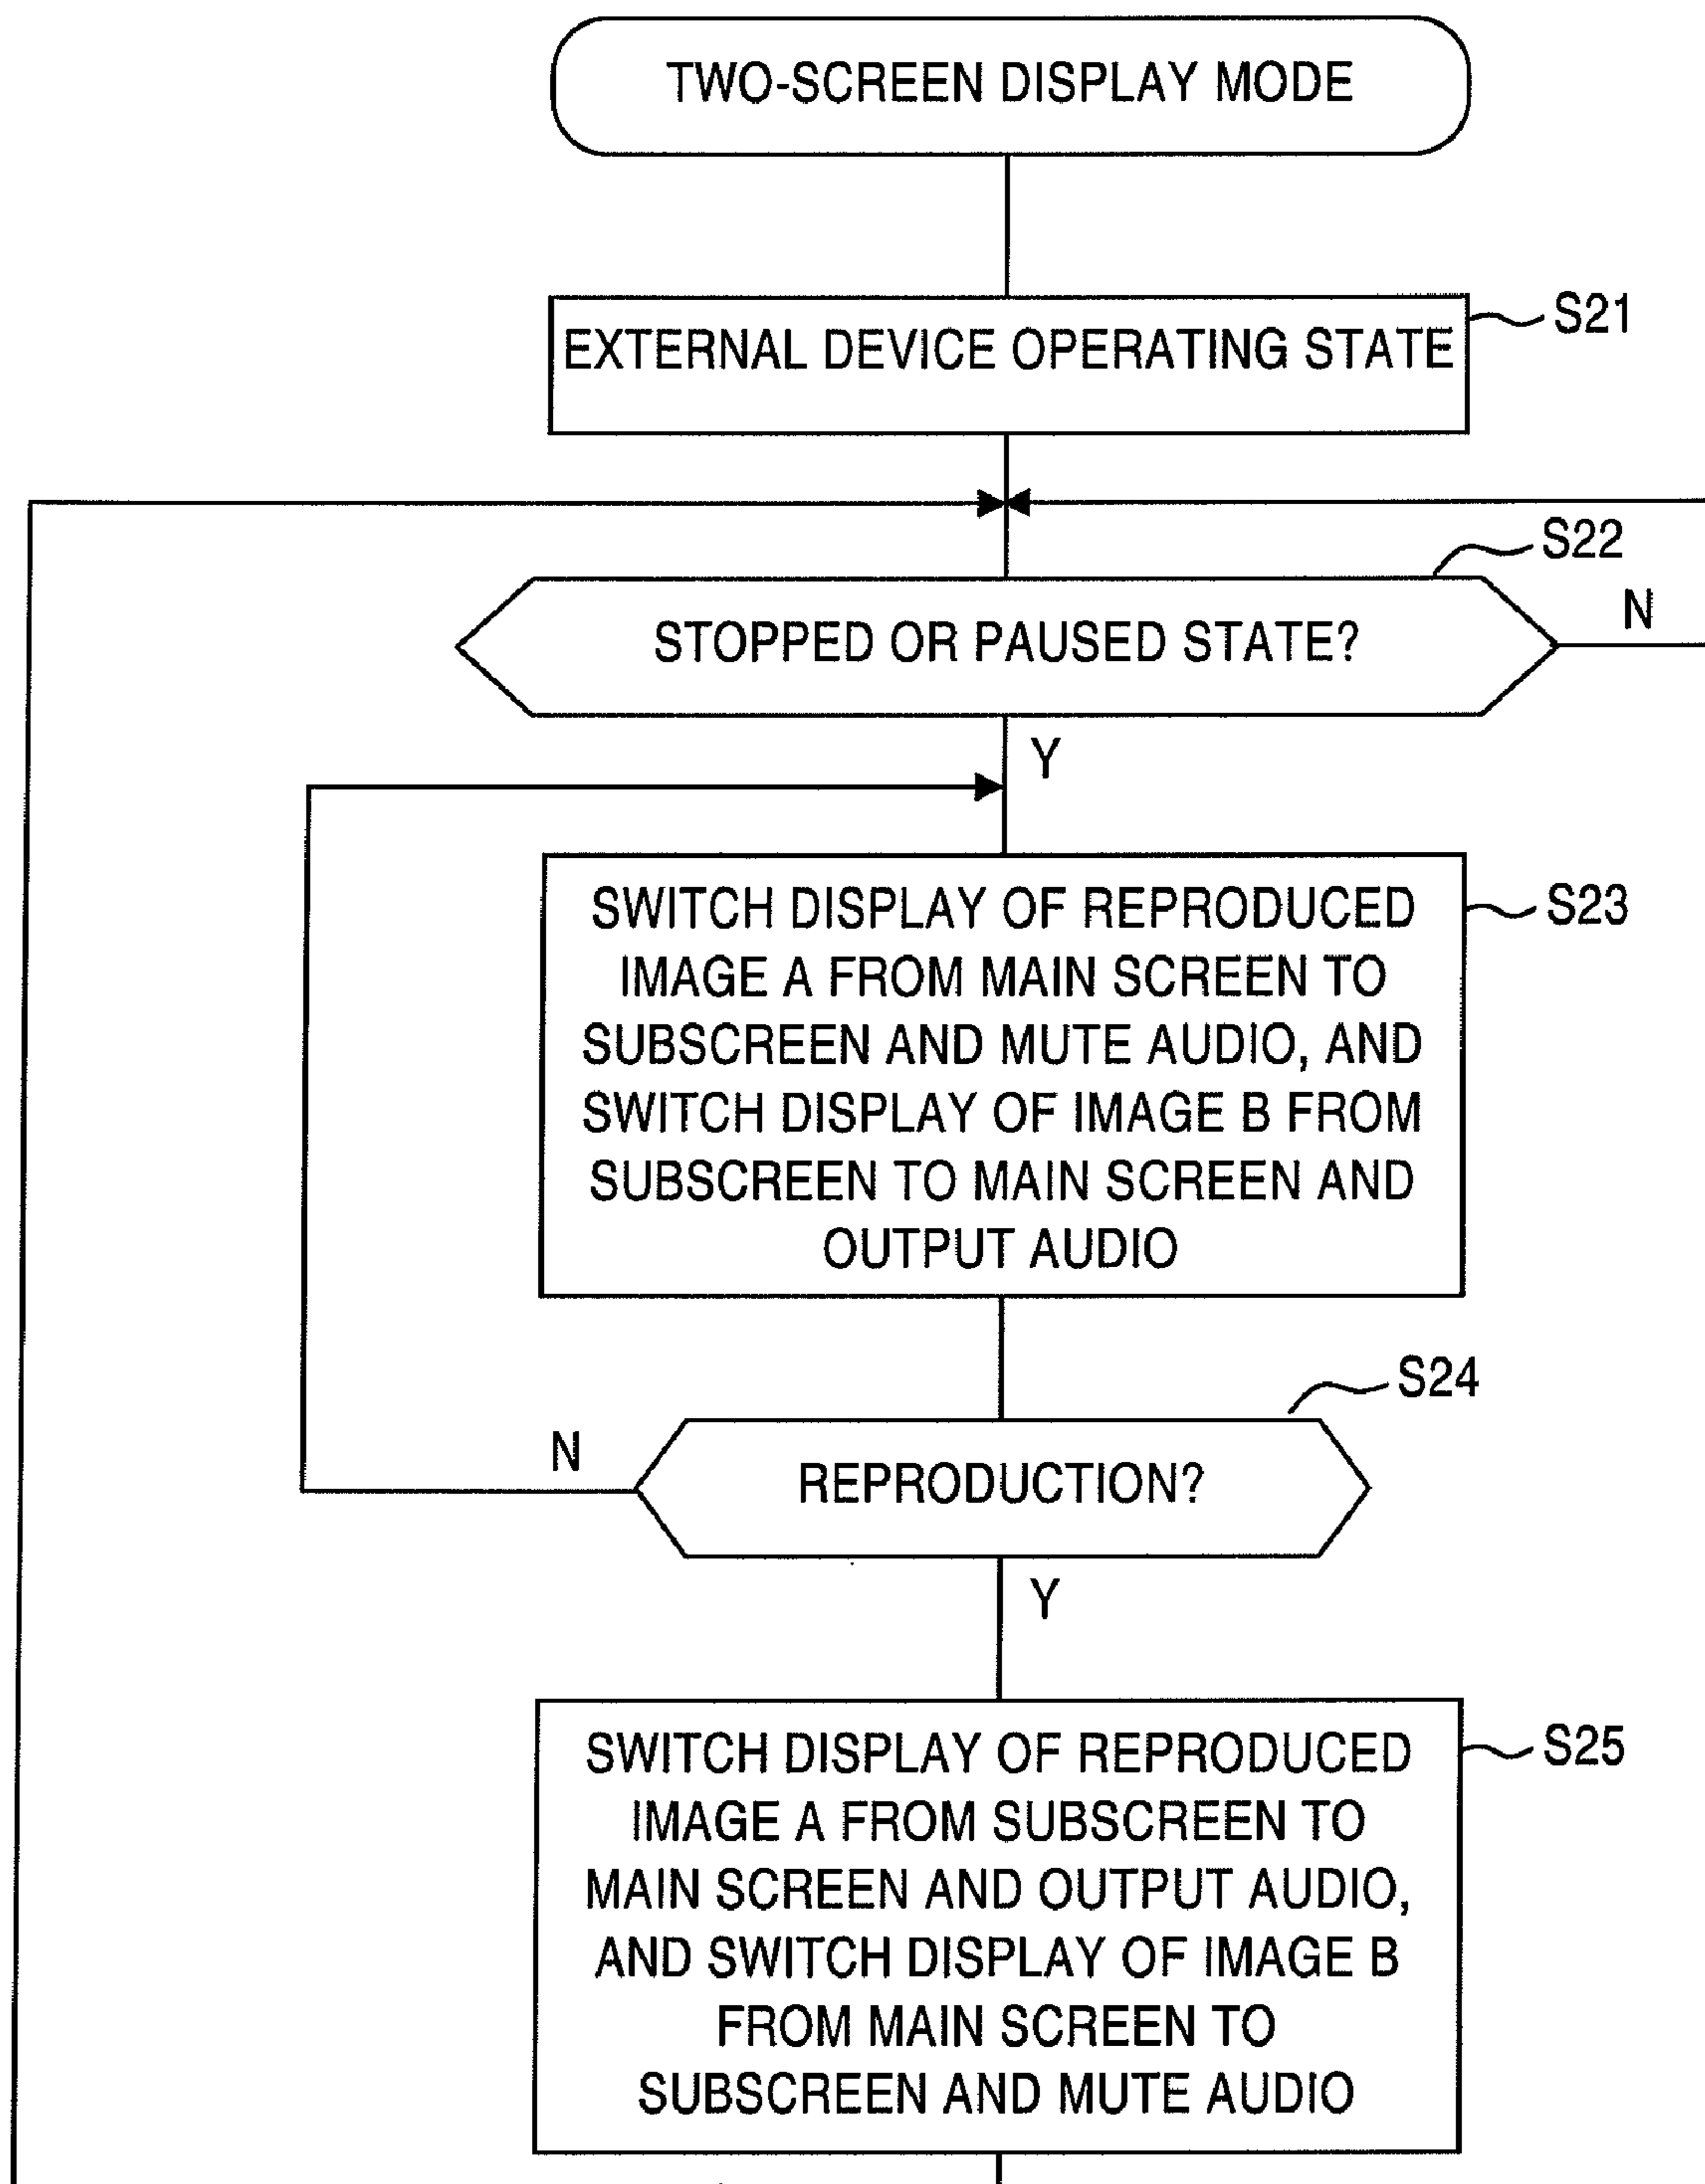 TWO-SCREEN DISPLAY MODE
EXTERNAL DEVICE OPERATING STATE
S21
S22
STOPPED OR PAUSED STATE?
N
Y
SWITCH DISPLAY OF REPRODUCED
IMAGE A FROM MAIN SCREEN TO
SUBSCREEN AND MUTE AUDIO, AND
SWITCH DISPLAY OF IMAGE B FROM
SUBSCREEN TO MAIN SCREEN AND
OUTPUT AUDIO
S23
S24
N
REPRODUCTION?
Y
SWITCH DISPLAY OF REPRODUCED
IMAGE A FROM SUBSCREEN TO
MAIN SCREEN AND OUTPUT AUDIO,
AND SWITCH DISPLAY OF IMAGE B
FROM MAIN SCREEN TO
SUBSCREEN AND MUTE AUDIO
S25